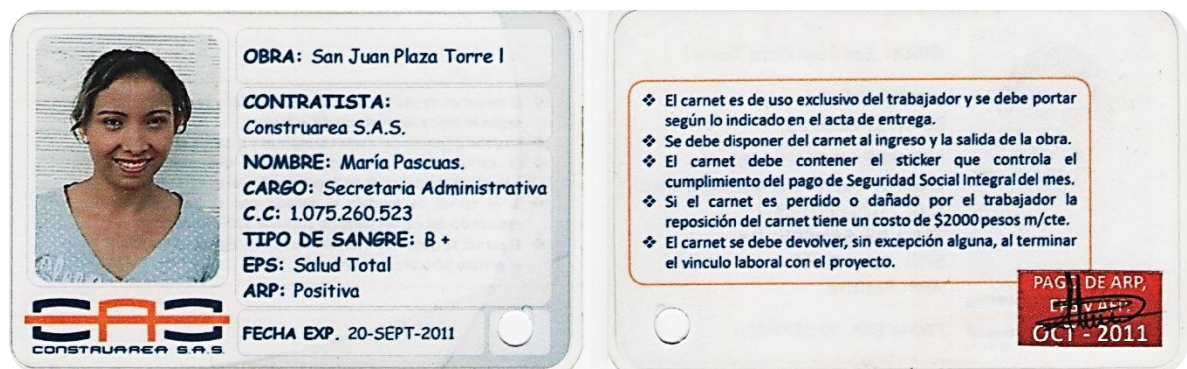 OBRA: San Juan Plaza Torre I
CONTRATISTA:
Construarea S.A.S.
NOMBRE: María Pascuas.
CARGO: Secretaria Administrativa
C.C: 1.075.260.523
TIPO DE SANGRE: B +
EPS: Salud Total
ARP: Positiva
CONSTRUAREA S.A.S.
FECHA EXP. 20-SEPT-2011
❖ El carnet es de uso exclusivo del trabajador y se debe portar
según lo indicado en el acta de entrega.
❖ Se debe disponer del carnet al ingreso y la salida de la obra.
❖ El carnet debe contener el sticker que controla el
cumplimiento del pago de Seguridad Social Integral del mes.
❖ Si el carnet es perdido o dañado por el trabajador la
reposición del carnet tiene un costo de $2000 pesos m/cte.
❖ El carnet se debe devolver, sin excepción alguna, al terminar
el vinculo laboral con el proyecto.
PAGO DE ARP,
EPS Y AFP.
OCT - 2011